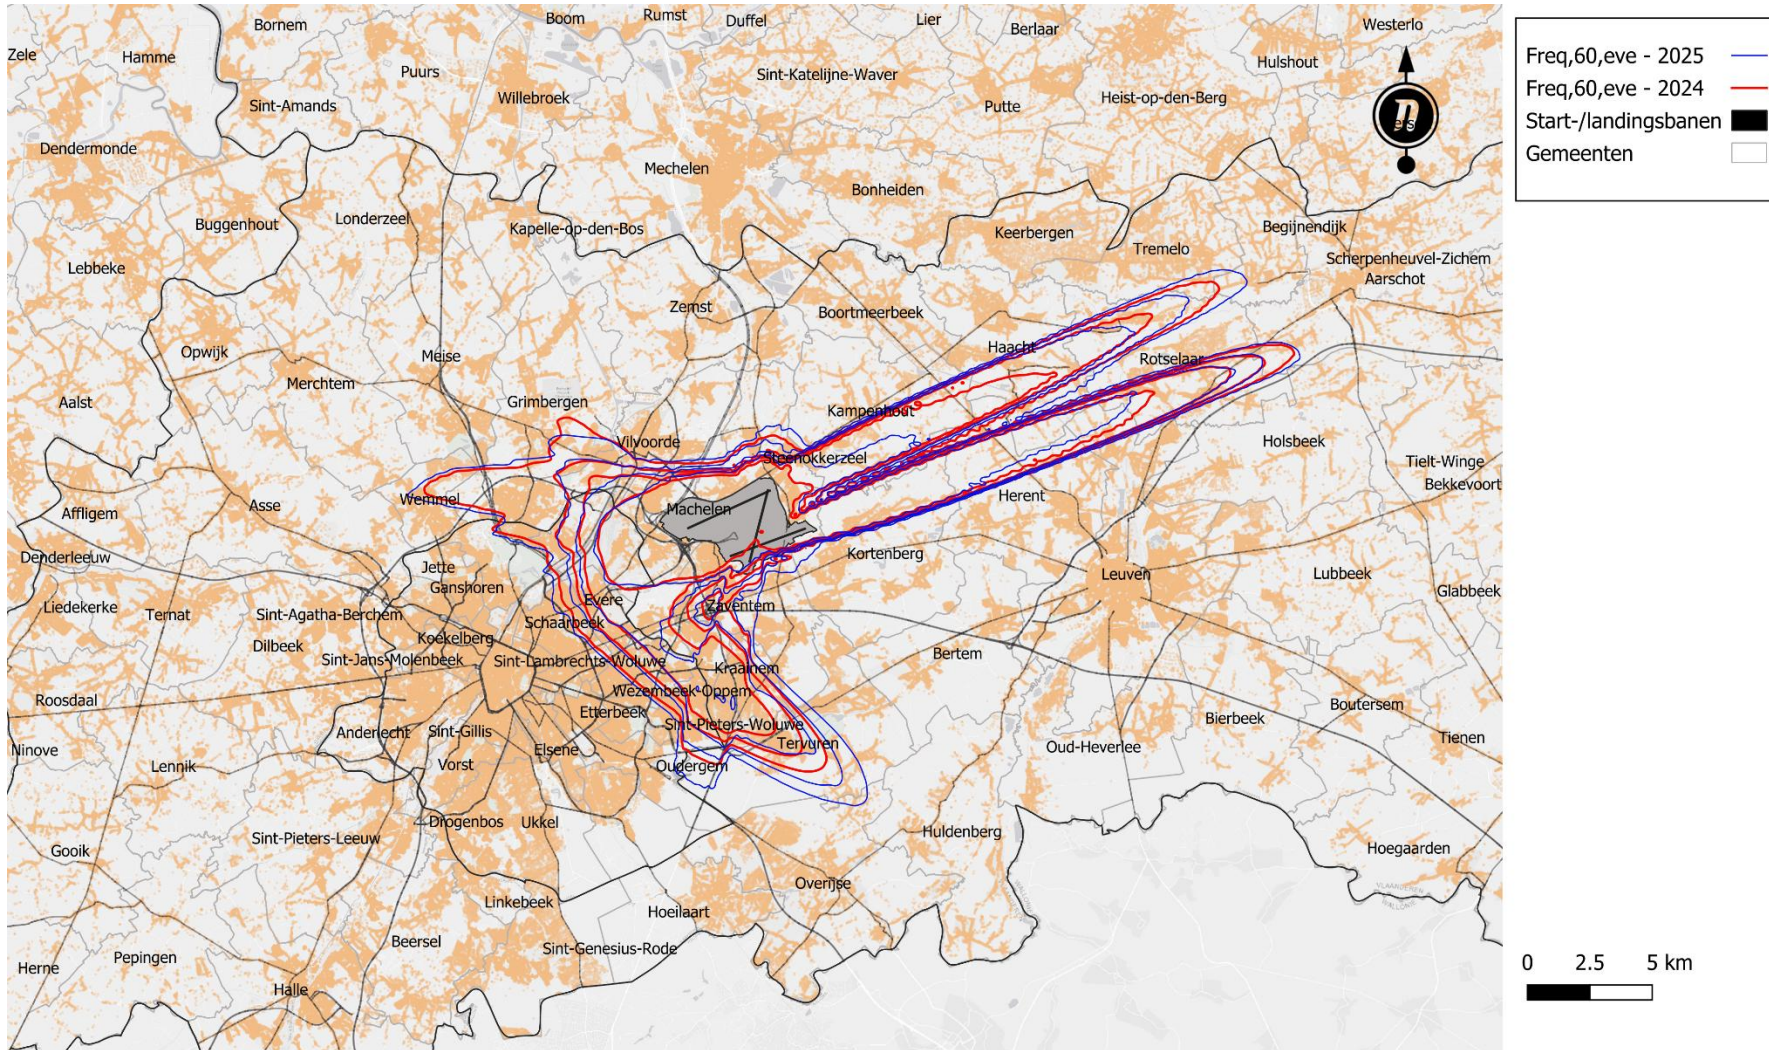 Bornem
Boom
Rumst
Duffel
Lier
Berlaar
Westerlo
Zele
Hamme
Puurs
Willebroek
Sint-Katelijne-Waver
Hulshout
Sint-Amands
Putte
Heist-op-den-Berg
Dendermonde
Mechelen
Bonheiden
Buggenhout
Londerzeel
Kapelle-op-den-Bos
Keerbergen
Tremelo
Begijnendijk
Scherpenheuvel-Zichem
Aarschot
Lebbeke
Zemst
Boortmeerbeek
Haacht
Rotselaar
Opwijk
Meise
Merchtem
Aalst
Grimbergen
Kampenhout
Vilvoorde
Holsbeek
Steenokkerzeel
Tielt-Winge
Bekkevoort
Wemmel
Asse
Affligem
Machelen
Herent
Denderleeuw
Kortenberg
Jette
Ganshoren
Leuven
Lubbeek
Glabbeek
Liedekerke
Ternat
Sint-Agatha-Berchem
Evere
Schaarbeek
Zaventem
Dilbeek
Koekelberg
Sint-Jans-Molenbeek
Sint-Lambrechts-Woluwe
Kraainem
Bertem
Roosdaal
Wezembeek-Oppem
Etterbeek
Sint-Pieters-Woluwe
Bierbeek
Boutersem
Anderlecht
Sint-Gillis
Elsene
Tervuren
Oud-Heverlee
Tienen
Ninove
Lennik
Vorst
Oudergem
Drogenbos
Ukkel
Sint-Pieters-Leeuw
Huldenberg
Gooik
Hoegaarden
Overijse
VLAANDEREN
WALLONIË
Linkebeek
Hoeilaart
Beersel
Sint-Genesius-Rode
Pepingen
Herne
Halle
Freq,60,eve - 2025
Freq,60,eve - 2024
Start-/landingsbanen
Gemeenten
0 2.5 5 km